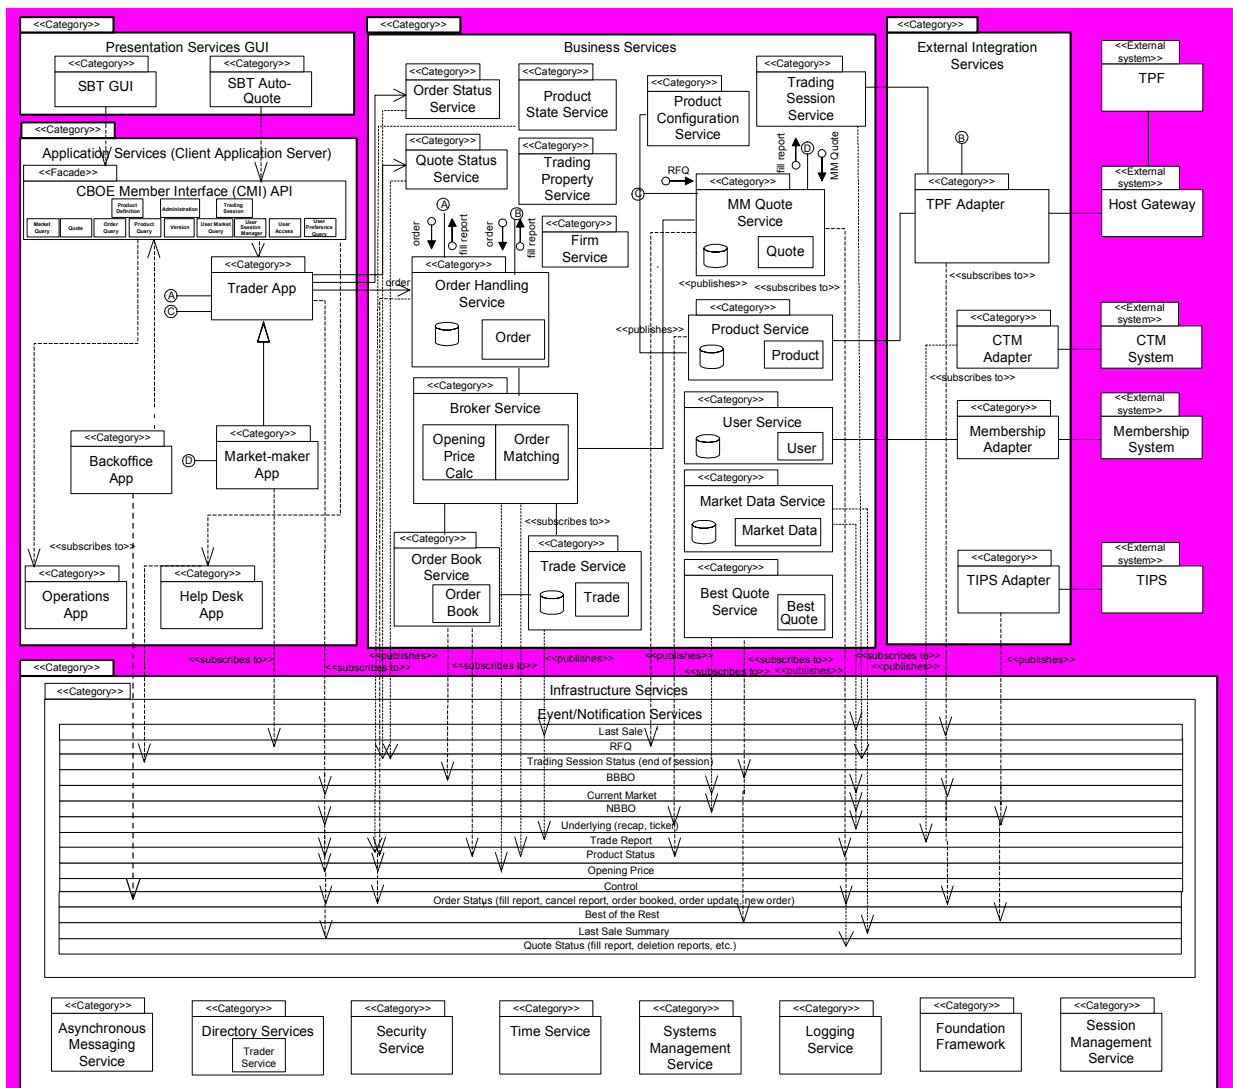 <<Category>>
Presentation Services GUI
<<Category>>
SBT GUI
<<Category>>
SBT Auto-
Quote
<<Category>>
Application Services (Client Application Server)
<<Facade>>
CBOE Member Interface (CMI) API
Product
Definition
Administration
Trading
Session
Market
Query
Quote
Order
Query
Product
Query
Version
User Market
Query
User
Session
Manager
User
Access
User
Preference
Query
<<Category>>
Trader App
A
C
<<Category>>
Backoffice
App
D
<<Category>>
Market-maker
App
<<subscribes to>>
<<Category>>
Operations
App
<<Category>>
Help Desk
App
<<Category>>
Business Services
<<Category>>
Order Status
Service
<<Category>>
Product
State Service
<<Category>>
Product
Configuration
Service
<<Category>>
Trading
Session
Service
<<Category>>
Quote Status
Service
<<Category>>
Trading
Property
Service
RFQ
C
fill report
D
MM Quote
<<Category>>
MM Quote
Service
Quote
order
A
fill report
order
B
fill report
<<Category>>
Firm
Service
order
<<Category>>
Order Handling
Service
Order
<<publishes>>
<<subscribes to>>
<<publishes>>
<<Category>>
Product Service
Product
<<Category>>
Broker Service
Opening
Price
Calc
Order
Matching
<<Category>>
User Service
User
<<Category>>
Market Data Service
Market Data
<<subscribes to>>
<<Category>>
Order Book
Service
Order
Book
<<Category>>
Trade Service
Trade
<<Category>>
Best Quote
Service
Best
Quote
<<Category>>
External Integration
Services
B
<<Category>>
TPF Adapter
<<subscribes to>>
<<Category>>
CTM
Adapter
<<subscribes to>>
<<Category>>
Membership
Adapter
<<Category>>
TIPS Adapter
<<External
system>>
TPF
<<External
system>>
Host Gateway
<<External
system>>
CTM
System
<<External
system>>
Membership
System
<<External
system>>
TIPS
<<subscribes to>>
<<subscribes to>>
<<publishes>>
<<subscribes to>>
<<publishes>>
<<publishes>>
<<subscribes to>>
<<subscribes to>>
<<publishes>>
<<subscribes to>>
<<publishes>>
<<publishes>>
<<Category>>
Infrastructure Services
<<Category>>
Event/Notification Services
Last Sale
RFQ
Trading Session Status (end of session)
BBBO
Current Market
NBBO
Underlying (recap, ticker)
Trade Report
Product Status
Opening Price
Control
Order Status (fill report, cancel report, order booked, order update, new order)
Best of the Rest
Last Sale Summary
Quote Status (fill report, deletion reports, etc.)
<<Category>>
Asynchronous
Messaging
Service
<<Category>>
Directory Services
Trader
Service
<<Category>>
Security
Service
<<Category>>
Time Service
<<Category>>
Systems
Management
Service
<<Category>>
Logging
Service
<<Category>>
Foundation
Framework
<<Category>>
Session
Management
Service